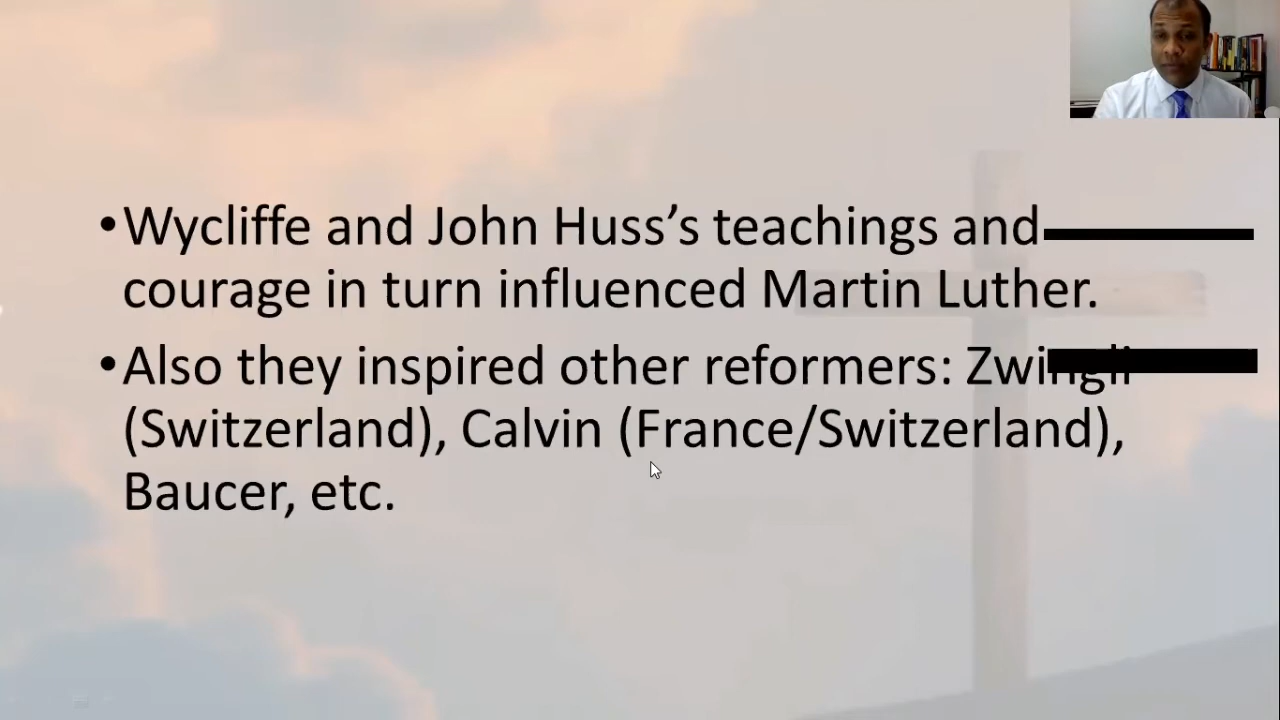 •Wycliffe and John Huss’s teachings and
courage in turn influenced Martin Luther.
•Also they inspired other reformers: Zwingli
(Switzerland), Calvin (France/Switzerland),
Baucer, etc.